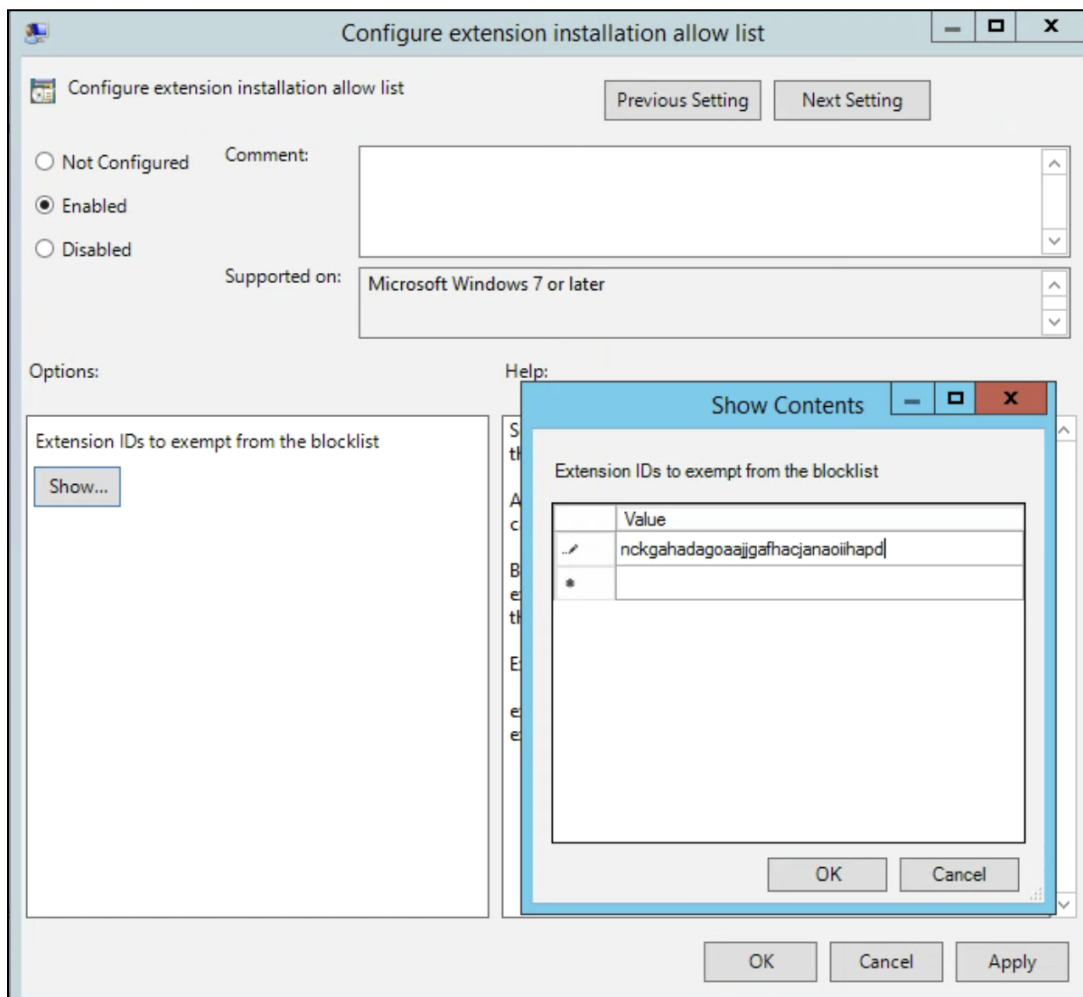 Configure extension installation allow list
Configure extension installation allow list
Previous Setting
Next Setting
Not Configured
Comment:
Enabled
Disabled
Supported on:
Microsoft Windows 7 or later
Options:
Help:
Extension IDs to exempt from the blocklist
Show...
Show Contents
Extension IDs to exempt from the blocklist
Value
nckgahadagoaajjgafhacjanaoiihapd
OK
Cancel
OK
Cancel
Apply